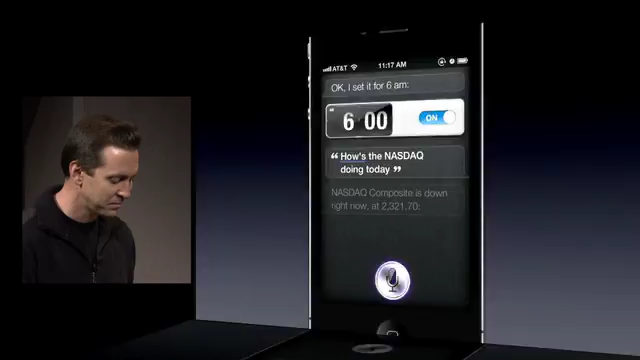 AT&T 11:17 AM
OK, I set it for 6 am:
AM
6 00 ON
“ How's the NASDAQ
doing today ”
NASDAQ Composite is down
right now, at 2,321.70: